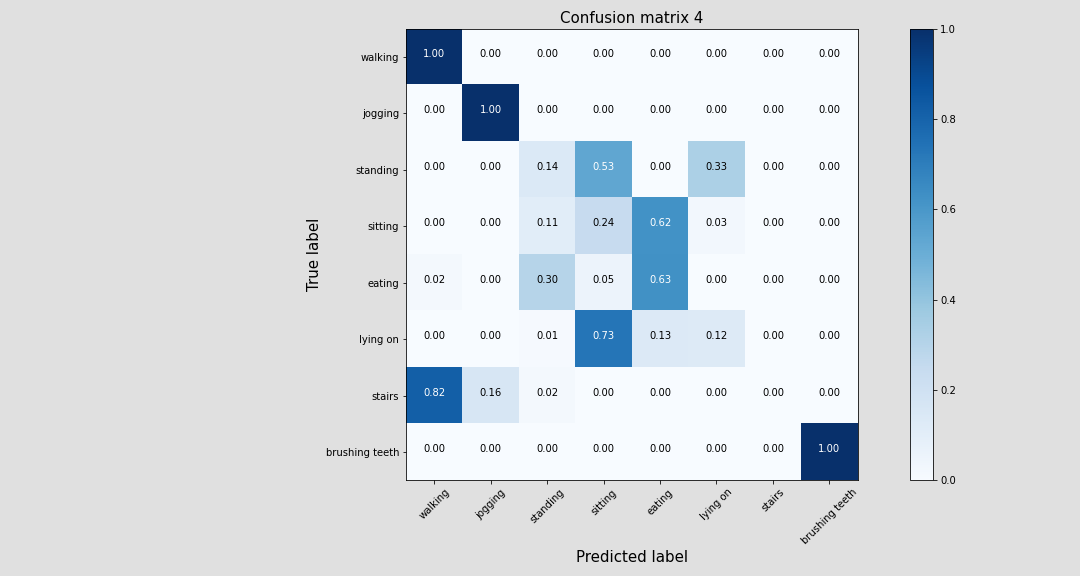 Confusion matrix 4
walking 1.00 0.00 0.00 0.00 0.00 0.00 0.00 0.00
jogging 0.00 1.00 0.00 0.00 0.00 0.00 0.00 0.00
standing 0.00 0.00 0.14 0.53 0.00 0.33 0.00 0.00
sitting 0.00 0.00 0.11 0.24 0.62 0.03 0.00 0.00
eating 0.02 0.00 0.30 0.05 0.63 0.00 0.00 0.00
lying on 0.00 0.00 0.01 0.73 0.13 0.12 0.00 0.00
stairs 0.82 0.16 0.02 0.00 0.00 0.00 0.00 0.00
brushing teeth 0.00 0.00 0.00 0.00 0.00 0.00 0.00 1.00
True label
walking jogging standing sitting eating lying on stairs brushing teeth
Predicted label
1.0
0.8
0.6
0.4
0.2
0.0